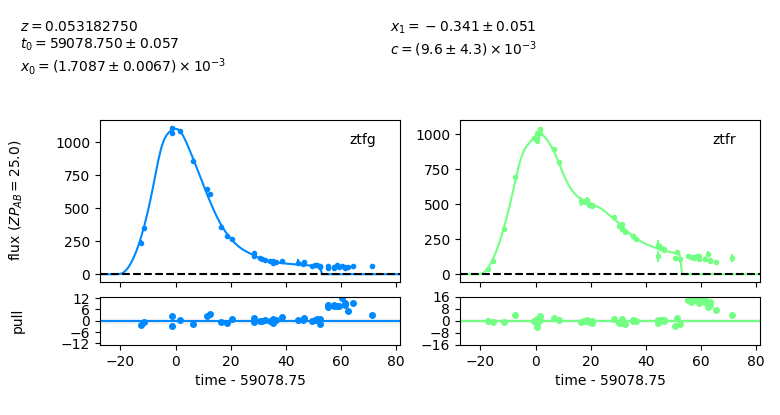 z = 0.053182750
t₀ = 59078.750 ± 0.057
x₀ = (1.7087 ± 0.0067) × 10⁻³
x₁ = −0.341 ± 0.051
c = (9.6 ± 4.3) × 10⁻³
flux (ZP_AB = 25.0)
1000
750
500
250
0
ztfg
1000
750
500
250
0
ztfr
pull
12
6
0
−6
−12
16
8
0
−8
−16
−20 0 20 40 60 80
−20 0 20 40 60 80
time - 59078.75
time - 59078.75